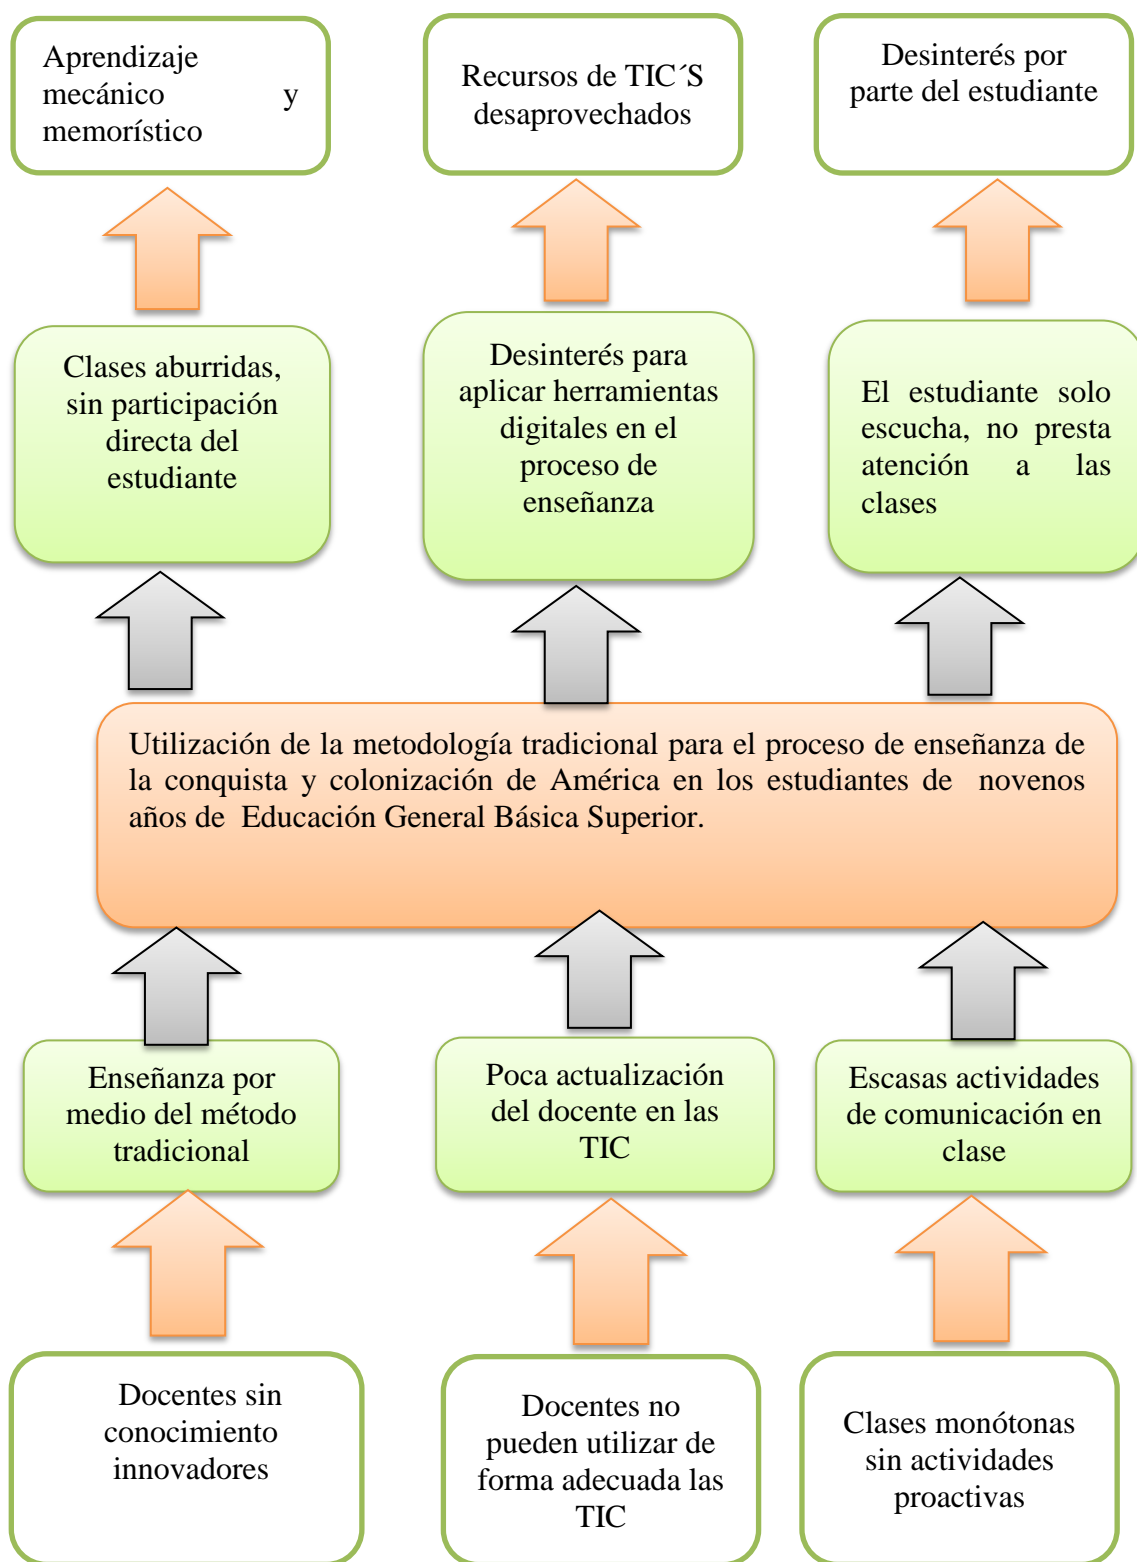 Aprendizaje
mecánico y
memorístico
Recursos de TIC´S
desaprovechados
Desinterés por
parte del estudiante
Clases aburridas,
sin participación
directa del
estudiante
Desinterés para
aplicar herramientas
digitales en el
proceso de
enseñanza
El estudiante solo
escucha, no presta
atención a las
clases
Utilización de la metodología tradicional para el proceso de enseñanza de
la conquista y colonización de América en los estudiantes de novenos
años de Educación General Básica Superior.
Enseñanza por
medio del método
tradicional
Poca actualización
del docente en las
TIC
Escasas actividades
de comunicación en
clase
Docentes sin
conocimiento
innovadores
Docentes no
pueden utilizar de
forma adecuada las
TIC
Clases monótonas
sin actividades
proactivas